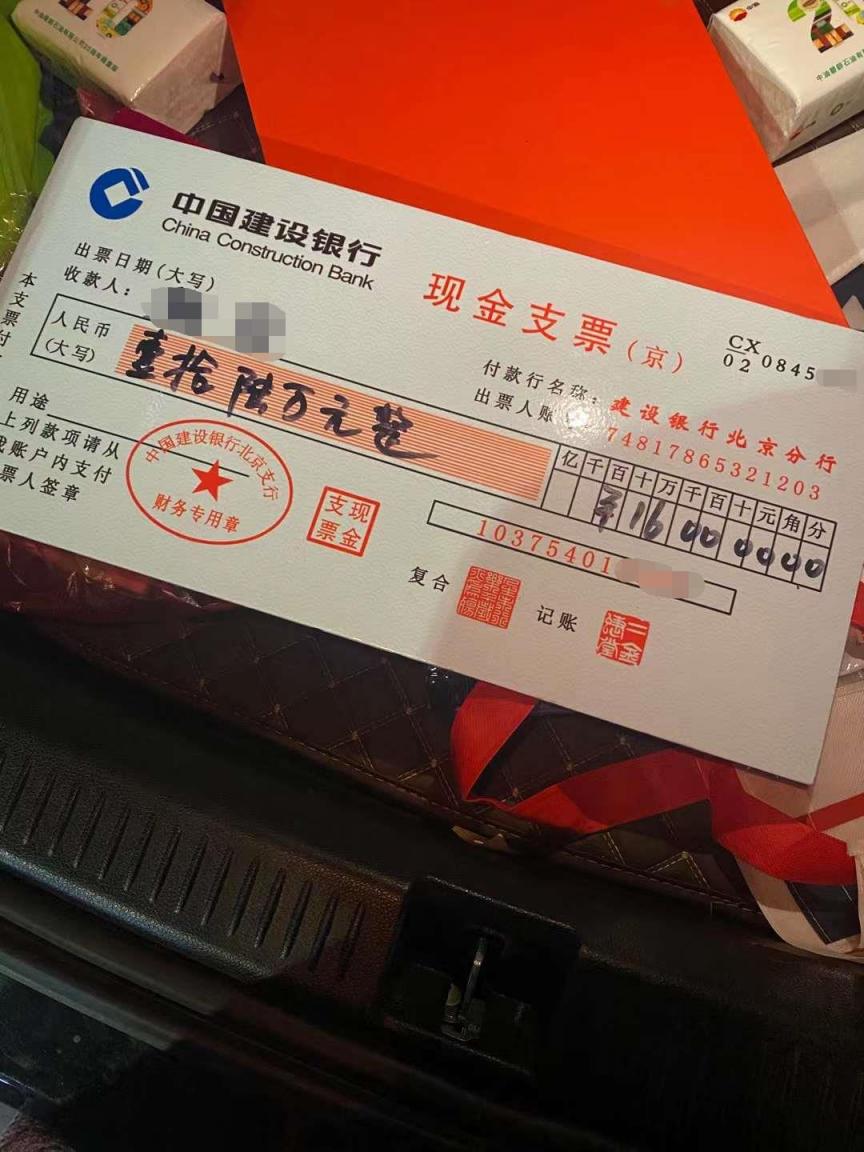 中国建设银行
China Construction Bank
现金支票(京)
CX
02 0845
出票日期(大写)
收款人:
付款行名称: 建设银行北京分行
出票人账
74817865321203
人民币
(大写)
壹拾陆万元整
亿千百十万千百十元角分
¥16000000
本支票付
用途
上列款项请从
我账户内支付
票人签章
中国建设银行北京支行
财务专用章
现金
支票
10375401
复合
记账